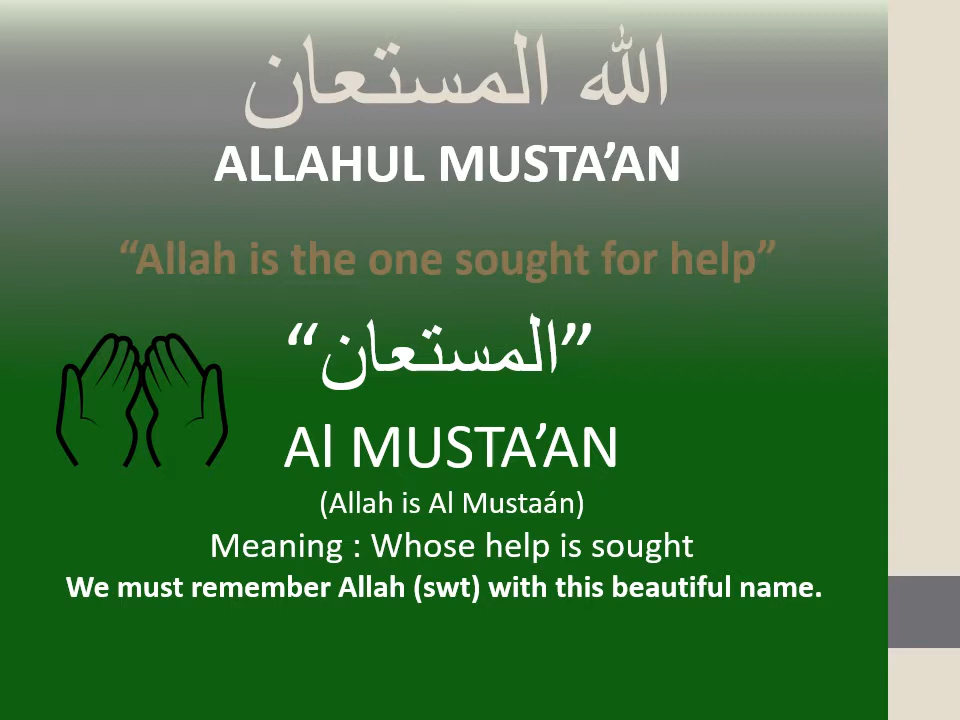 الله المستعان
ALLAHUL MUSTA’AN
“Allah is the one sought for help”
“المستعان”
Al MUSTA’AN
(Allah is Al Mustaán)
Meaning : Whose help is sought
We must remember Allah (swt) with this beautiful name.